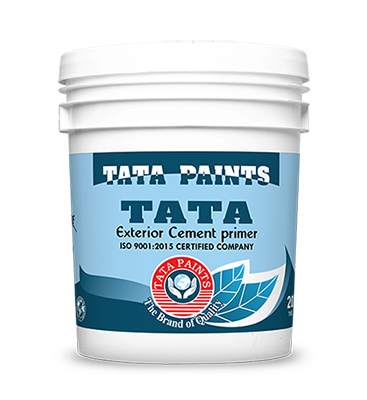 TATA PAINTS
TATA
Exterior Cement primer
ISO 9001:2015 CERTIFIED COMPANY
TATA PAINTS
The Brand of Quality